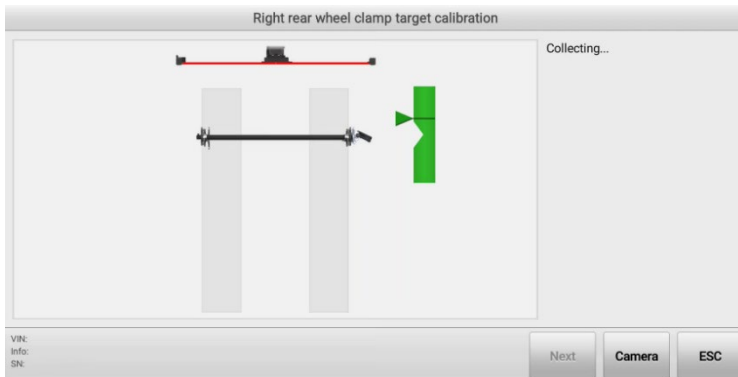 Right rear wheel clamp target calibration
Collecting...
VIN:
Info:
SN:
Next
Camera
ESC